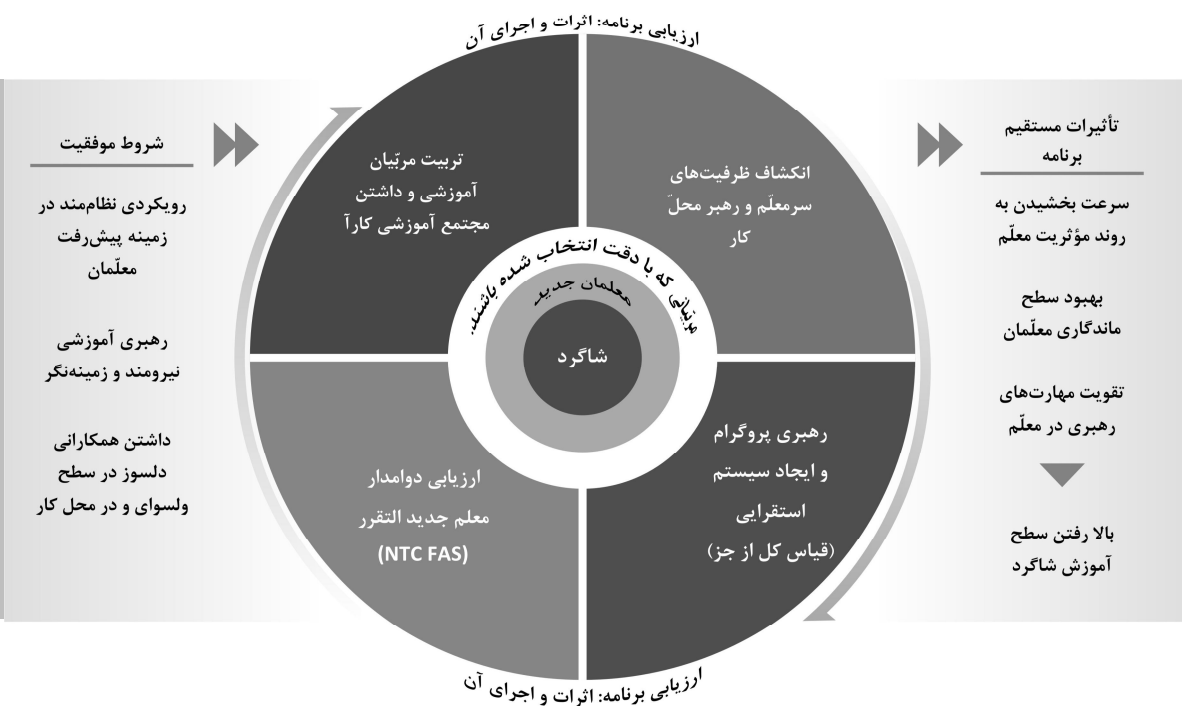 ارزیابی برنامه: اثرات و اجرای آن
تأثیرات مستقیم
برنامه
سرعت بخشیدن به
روند مؤثریت معلّم
بهبود سطح
ماندگاری معلّمان
تقویت مهارت‌های
رهبری در معلّم
بالا رفتن سطح
آموزش شاگرد
انکشاف ظرفیت‌های
سرمعلّم و رهبر محلّ
کار
تربیت مربّیان
آموزشی و داشتن
مجتمع آموزشی کارآ
مربّیانی که با دقت انتخاب شده باشند.
معلمان جدید
شاگرد
رهبری پروگرام
و ایجاد سیستم
استقرایی
(قیاس کل از جز)
ارزیابی دوامدار
معلم جدید التقرر
(NTC FAS)
شروط موفقیت
رویکردی نظام‌مند در
زمینه پیش‌رفت
معلّمان
رهبری آموزشی
نیرومند و زمینه‌نگر
داشتن همکارانی
دلسوز در سطح
ولسوای و در محل کار
ارزیابی برنامه: اثرات و اجرای آن